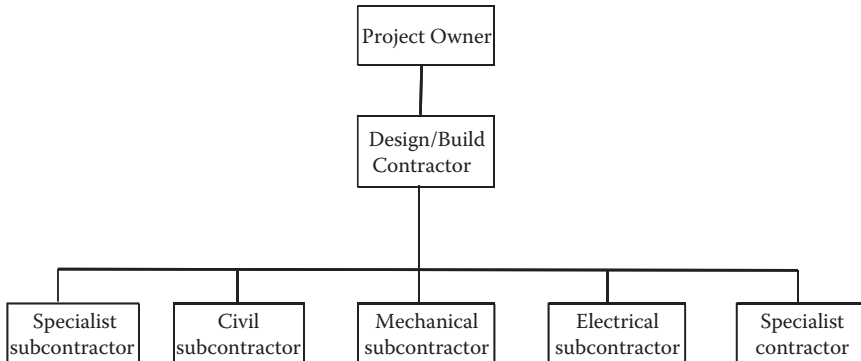 Project Owner
Design/Build
Contractor
Specialist
subcontractor
Civil
subcontractor
Mechanical
subcontractor
Electrical
subcontractor
Specialist
contractor